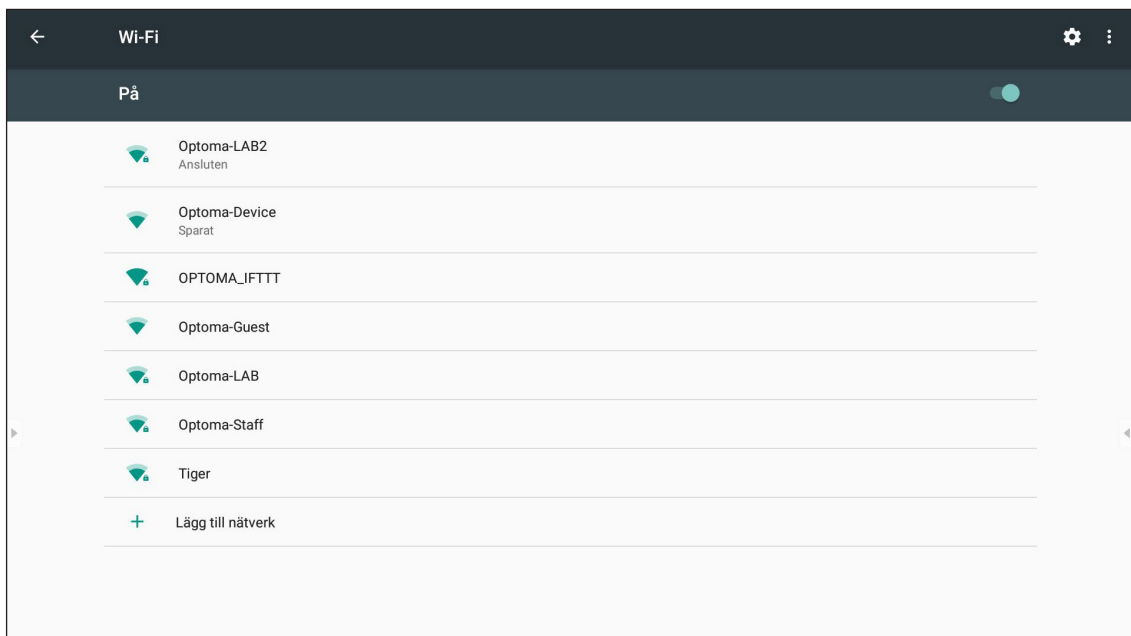 Wi-Fi
På
Optoma-LAB2
Ansluten
Optoma-Device
Sparat
OPTOMA_IFTTT
Optoma-Guest
Optoma-LAB
Optoma-Staff
Tiger
Lägg till nätverk